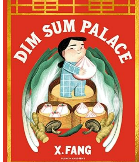 DIM SUM PALACE
X. FANG